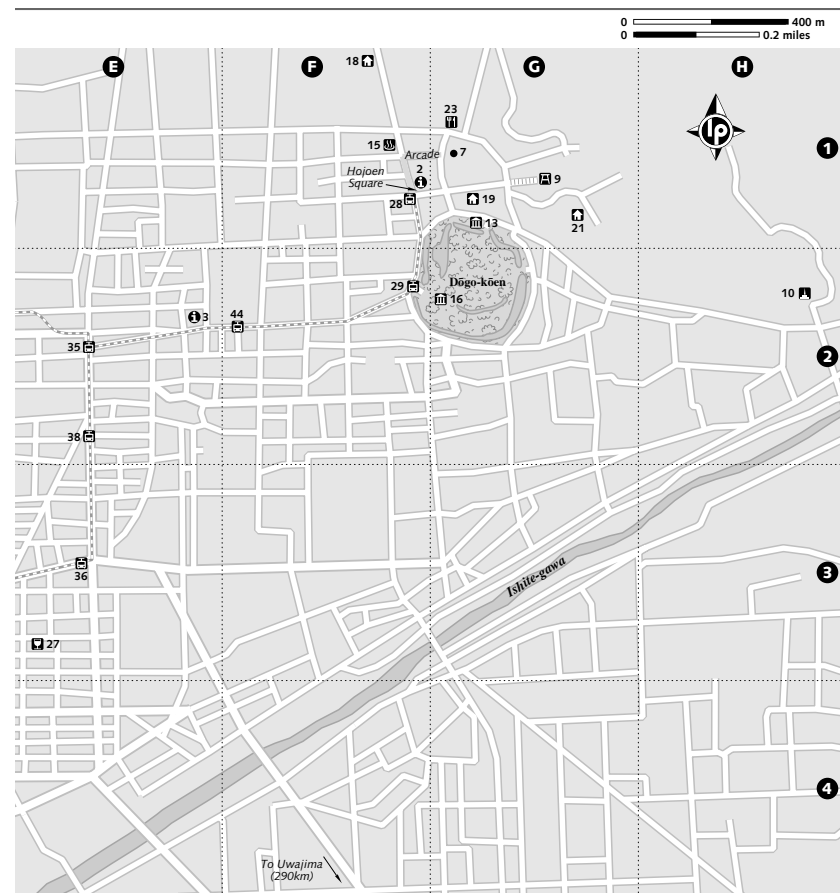 0 400 m
0 0.2 miles
E F G H
18
23
lp
15
Arcade
7
1
2
Hojoen
Square
9
28
19
21
13
Dōgo-kōen
29
16
10
3
44
35
2
38
Ishite-gawa
36
3
27
4
To Uwajima
(290km)